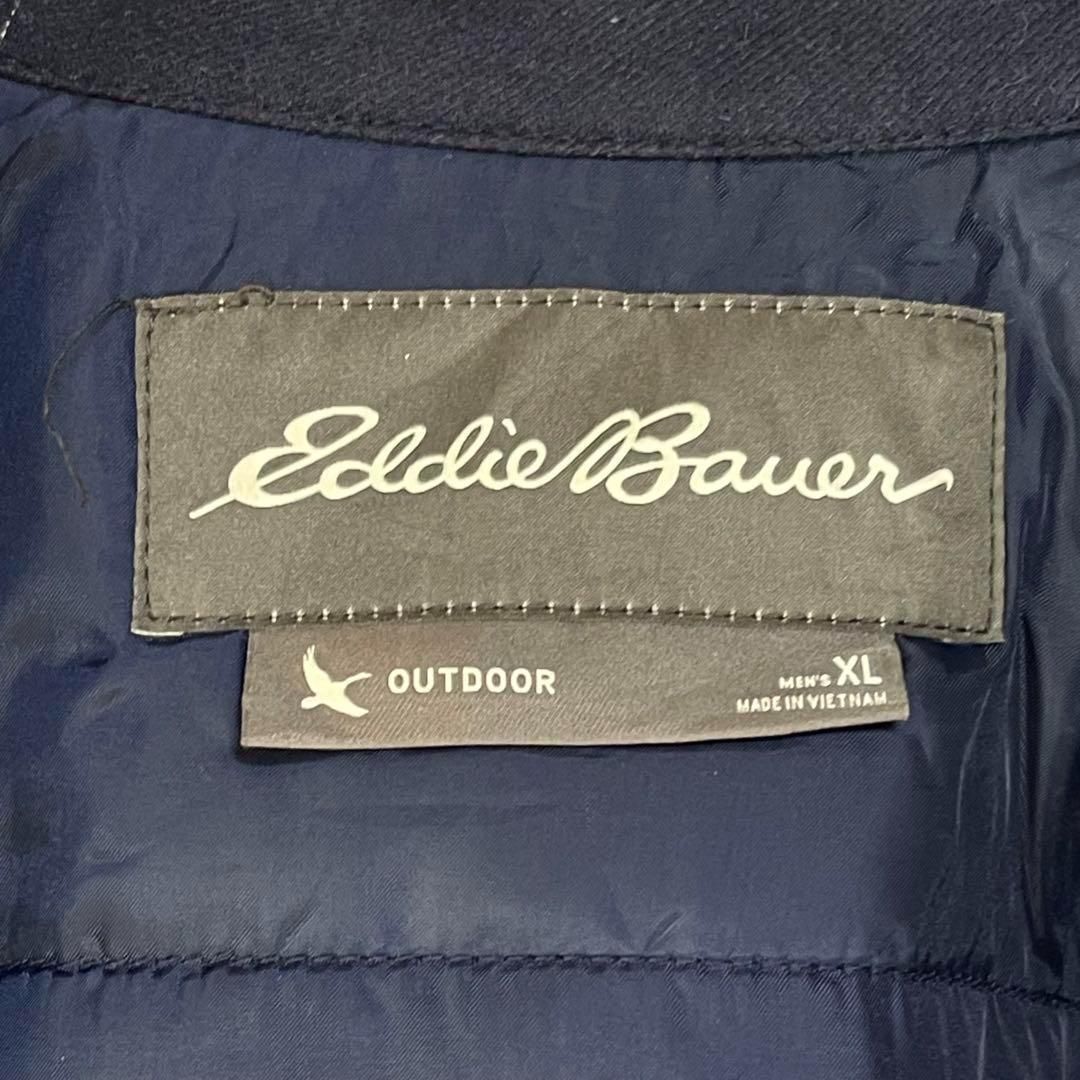 Eddie Bauer
OUTDOOR
MEN'S XL
MADE IN VIETNAM